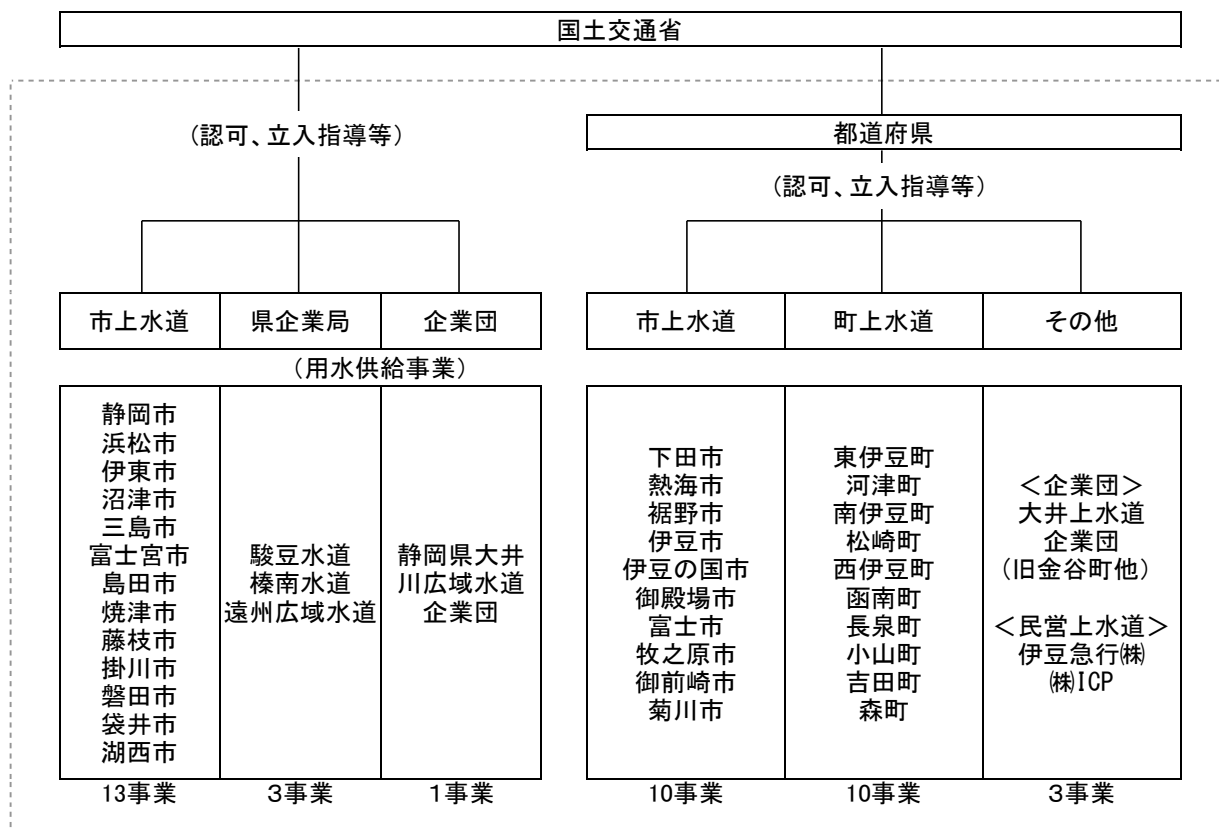 国土交通省
（認可、立入指導等）
都道府県
（認可、立入指導等）
市上水道
県企業局
企業団
（用水供給事業）
静岡市
浜松市
伊東市
沼津市
三島市
富士宮市
島田市
焼津市
藤枝市
掛川市
磐田市
袋井市
湖西市
13事業
駿豆水道
榛南水道
遠州広域水道
３事業
静岡県大井
川広域水道
企業団
１事業
市上水道
町上水道
その他
下田市
熱海市
裾野市
伊豆市
伊豆の国市
御殿場市
富士市
牧之原市
御前崎市
菊川市
10事業
東伊豆町
河津町
南伊豆町
松崎町
西伊豆町
函南町
長泉町
小山町
吉田町
森町
10事業
＜企業団＞
大井上水道
企業団
（旧金谷町他）
＜民営上水道＞
伊豆急行㈱
㈱ICP
３事業